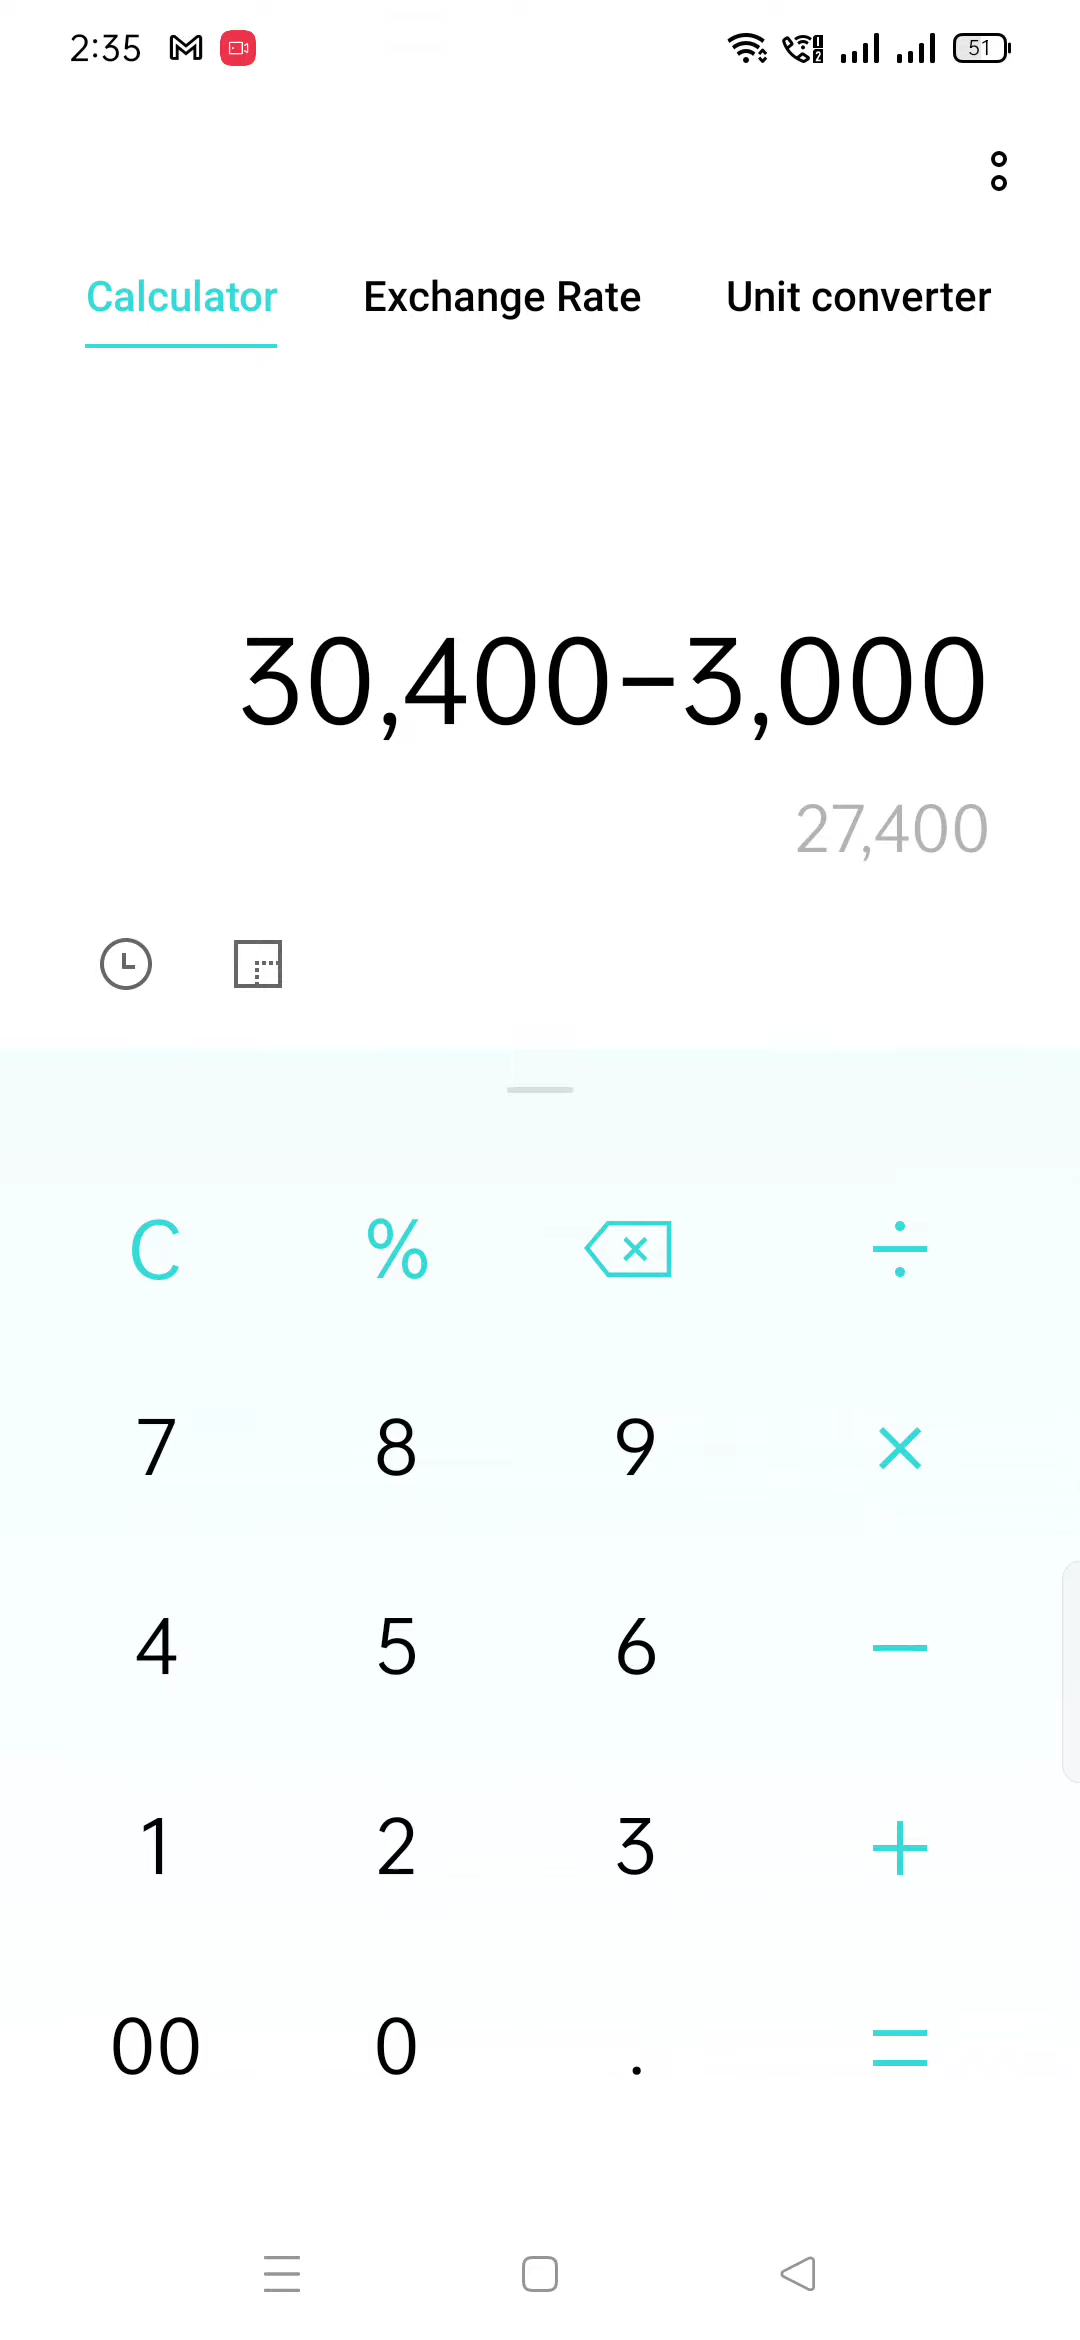 2:35 51
Calculator Exchange Rate Unit converter
30,400−3,000
27,400
C % ÷
7 8 9 ×
4 5 6 −
1 2 3 +
00 0 . =